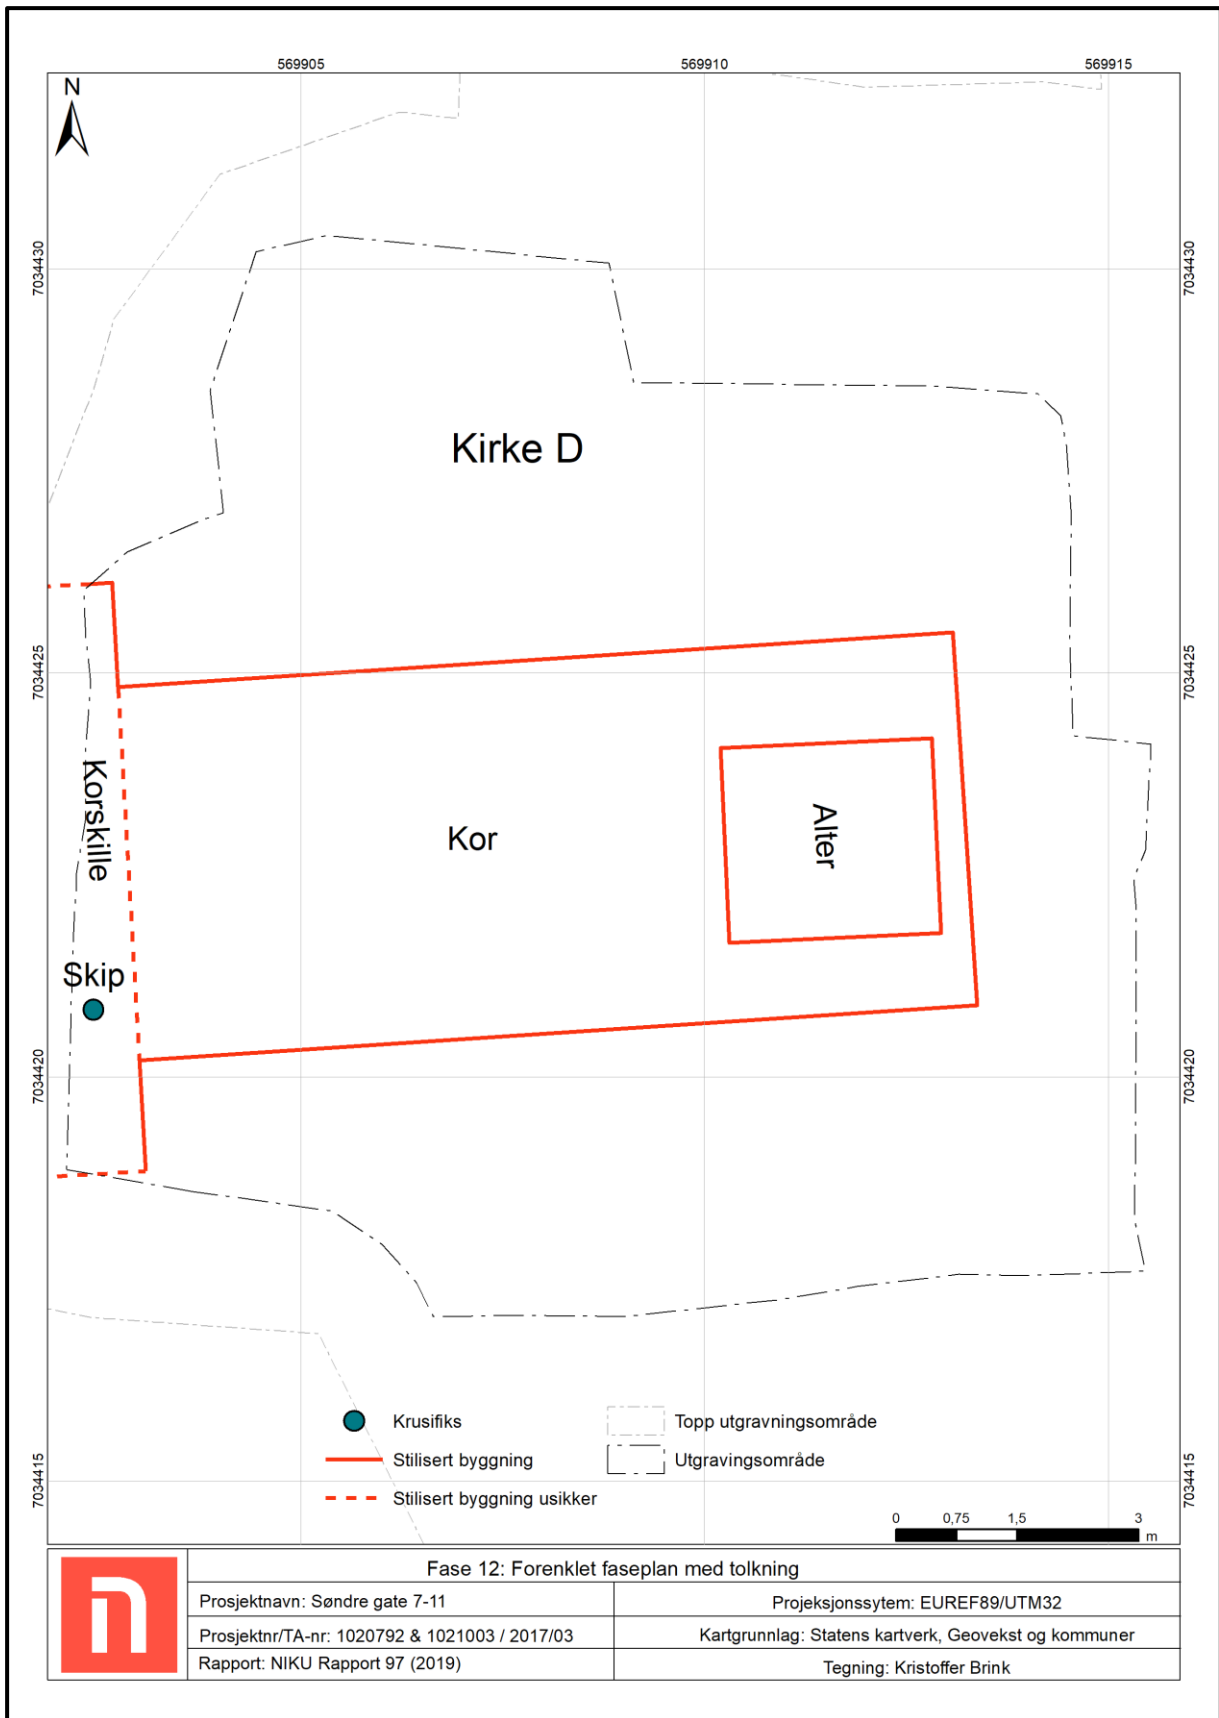 569905 569910 569915
N
7034430 7034430
Kirke D
7034425 7034425
Korskille
Kor
Alter
Skip
7034420 7034420
Krusifiks
Topp utgravningsområde
Stilisert byggning
Utgravingsområde
Stilisert byggning usikker
7034415 7034415
0 0,75 1,5 3
m
Fase 12: Forenklet faseplan med tolkning
Prosjektnavn: Søndre gate 7-11
Projeksjonssytem: EUREF89/UTM32
Prosjektnr/TA-nr: 1020792 & 1021003 / 2017/03
Kartgrunnlag: Statens kartverk, Geovekst og kommuner
Rapport: NIKU Rapport 97 (2019)
Tegning: Kristoffer Brink